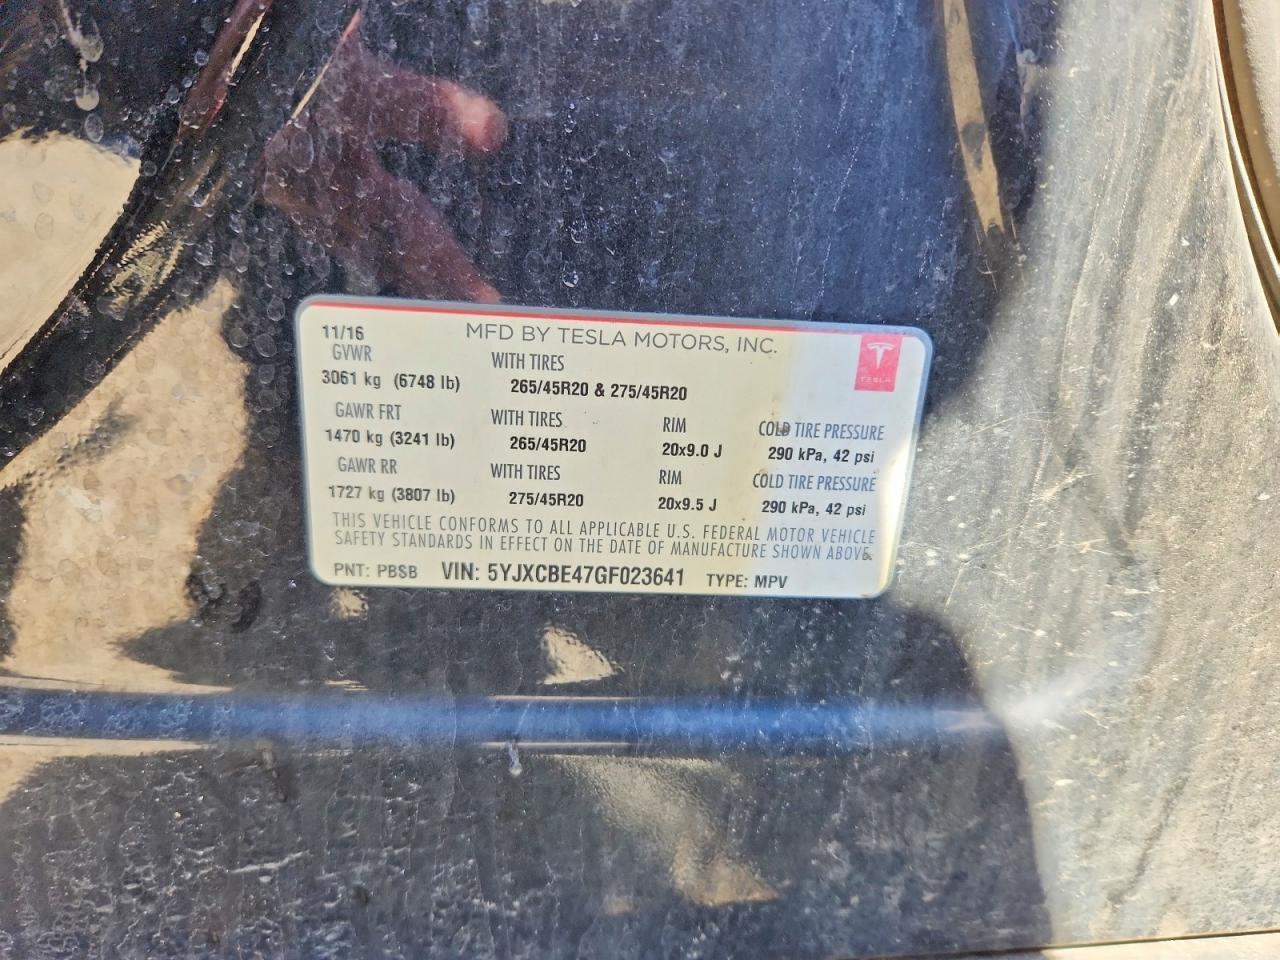 11/16 MFD BY TESLA MOTORS, INC.
GVWR WITH TIRES TESLA
3061 kg (6748 lb) 265/45R20 & 275/45R20
GAWR FRT WITH TIRES RIM COLD TIRE PRESSURE
1470 kg (3241 lb) 265/45R20 20x9.0 J 290 kPa, 42 psi
GAWR RR WITH TIRES RIM COLD TIRE PRESSURE
1727 kg (3807 lb) 275/45R20 20x9.5 J 290 kPa, 42 psi
THIS VEHICLE CONFORMS TO ALL APPLICABLE U.S. FEDERAL MOTOR VEHICLE
SAFETY STANDARDS IN EFFECT ON THE DATE OF MANUFACTURE SHOWN ABOVE.
PNT: PBSB VIN: 5YJXCBE47GF023641 TYPE: MPV